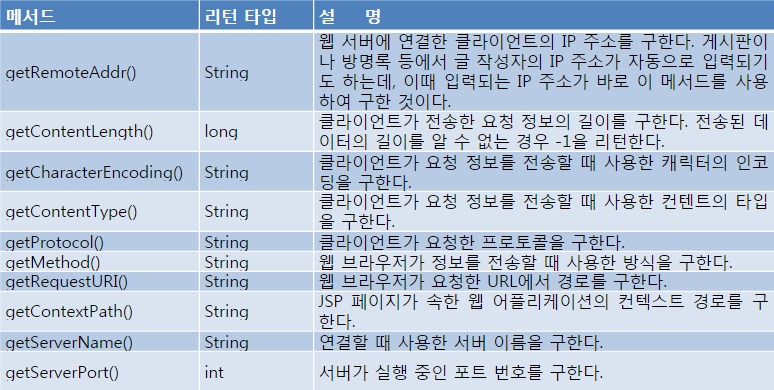 메서드 리턴 타입 설 명
getRemoteAddr() String 웹 서버에 연결한 클라이언트의 IP 주소를 구한다. 게시판이
나 방명록 등에서 글 작성자의 IP 주소가 자동으로 입력되기
도 하는데, 이때 입력되는 IP 주소가 바로 이 메서드를 사용
하여 구한 것이다.
getContentLength() long 클라이언트가 전송한 요청 정보의 길이를 구한다. 전송된 데
이터의 길이를 알 수 없는 경우 -1을 리턴한다.
getCharacterEncoding() String 클라이언트가 요청 정보를 전송할 때 사용한 캐릭터의 인코
딩을 구한다.
getContentType() String 클라이언트가 요청 정보를 전송할 때 사용한 컨텐트의 타입
을 구한다.
getProtocol() String 클라이언트가 요청한 프로토콜을 구한다.
getMethod() String 웹 브라우저가 정보를 전송할 때 사용한 방식을 구한다.
getRequestURI() String 웹 브라우저가 요청한 URL에서 경로를 구한다.
getContextPath() String JSP 페이지가 속한 웹 어플리케이션의 컨텍스트 경로를 구
한다.
getServerName() String 연결할 때 사용한 서버 이름을 구한다.
getServerPort() int 서버가 실행 중인 포트 번호를 구한다.